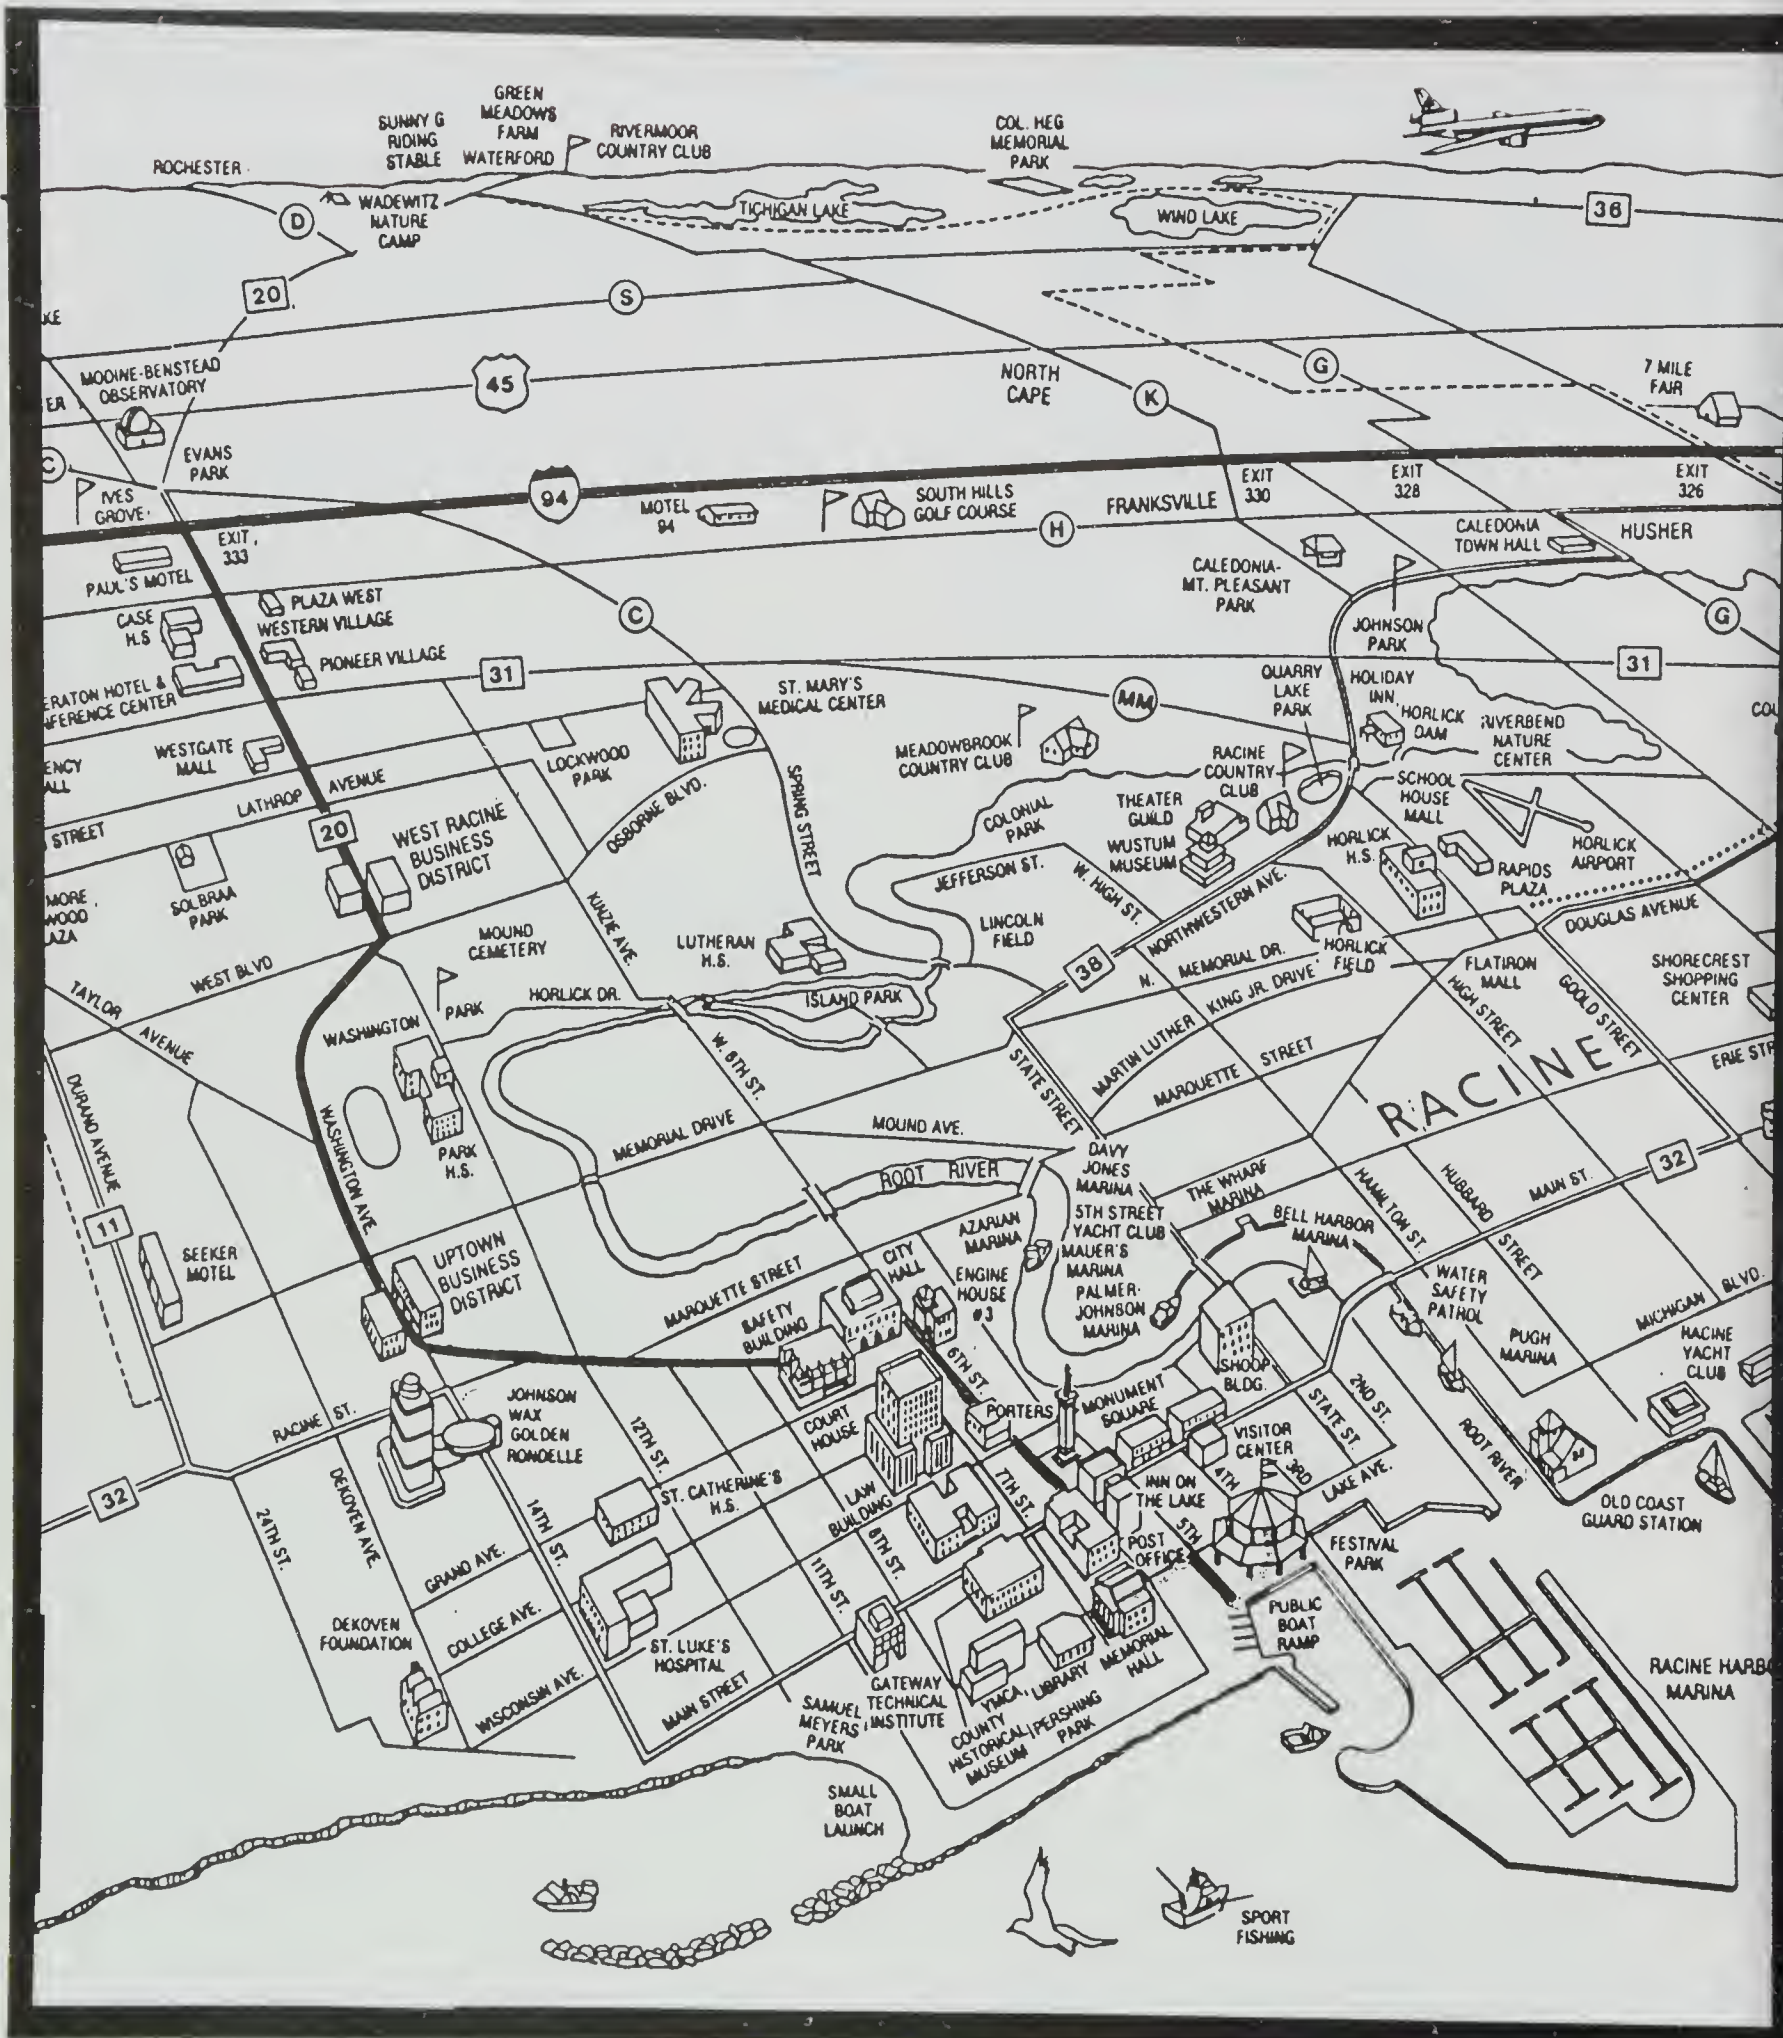 GREEN
MEADOWS
FARM
SUNNY G
RIDING
STABLE
WATERFORD
RIVERMOOR
COUNTRY CLUB
COL. HEG
MEMORIAL
PARK
ROCHESTER
D
WADEWITZ
NATURE
CAMP
TICHIGAN LAKE
WIND LAKE
36
20
S
KE
MODINE-BENSTEAD
OBSERVATORY
ER
45
NORTH
CAPE
K
G
7 MILE
FAIR
EVANS
PARK
C
IVES
GROVE
94
MOTEL
94
SOUTH HILLS
GOLF COURSE
FRANKSVILLE
EXIT
330
EXIT
328
EXIT
326
EXIT
333
H
CALEDONIA
TOWN HALL
HUSHER
PAUL'S MOTEL
CALEDONIA-
MT. PLEASANT
PARK
CASE
H.S
PLAZA WEST
WESTERN VILLAGE
PIONEER VILLAGE
C
JOHNSON
PARK
G
31
31
ERATON HOTEL &
NFERENCE CENTER
ST. MARY'S
MEDICAL CENTER
MM
QUARRY
LAKE
PARK
HOLIDAY
INN
HORLICK
DAM
RIVERBEND
NATURE
CENTER
COU
WESTGATE
MALL
ENCY
ALL
LOCKWOOD
PARK
MEADOWBROOK
COUNTRY CLUB
RACINE
COUNTRY
CLUB
SCHOOL
HOUSE
MALL
LATHROP AVENUE
STREET
20
WEST RACINE
BUSINESS
DISTRICT
OSBORNE BLVD.
SPRING STREET
COLONIAL
PARK
THEATER
GUILD
WUSTUM
MUSEUM
HORLICK
H.S.
HORLICK
AIRPORT
RAPIDS
PLAZA
JEFFERSON ST.
W. HIGH ST.
NORTHWESTERN AVE.
DOUGLAS AVENUE
MORE
WOOD
AZA
SOLBRAA
PARK
KINZIE AVE.
MOUND
CEMETERY
LUTHERAN
H.S.
LINCOLN
FIELD
38
N. MEMORIAL DR.
HORLICK
FIELD
FLATIRON
MALL
SHORECREST
SHOPPING
CENTER
WEST BLVD
TAYLOR AVENUE
WASHINGTON PARK
HORLICK DR.
ISLAND PARK
MARTIN LUTHER KING JR. DRIVE
HIGH STREET
GOOLD STREET
ERIE STR
W. 6TH ST.
STATE STREET
MARQUETTE STREET
RACINE
DURAND AVENUE
WASHINGTON AVE.
PARK
H.S.
MEMORIAL DRIVE
MOUND AVE.
ROOT RIVER
DAVY
JONES
MARINA
THE WHARF
MARINA
HAMILTON ST.
HUBBARD STREET
MAIN ST.
32
11
SEEKER
MOTEL
UPTOWN
BUSINESS
DISTRICT
AZARIAN
MARINA
5TH STREET
YACHT CLUB
MAUER'S
MARINA
PALMER-
JOHNSON
MARINA
BELL HARBOR
MARINA
WATER
SAFETY
PATROL
MICHIGAN BLVD.
MARQUETTE STREET
CITY
HALL
ENGINE
HOUSE
#3
SAFETY
BUILDING
6TH ST.
PUGH
MARINA
RACINE
YACHT
CLUB
SHOOP
BLDG.
RACINE ST.
JOHNSON
WAX
GOLDEN
RONDELLE
12TH ST.
COURT
HOUSE
PORTERS
MONUMENT
SQUARE
2ND ST.
STATE ST.
VISITOR
CENTER
ROOT RIVER
32
24TH ST.
DEKOVEN AVE.
14TH ST.
ST. CATHERINE'S
H.S.
LAW
BUILDING
7TH ST.
INN ON
THE LAKE
4TH
3RD
LAKE AVE.
OLD COAST
GUARD STATION
GRAND AVE.
8TH ST.
POST
OFFICE
5TH
FESTIVAL
PARK
11TH ST.
COLLEGE AVE.
DEKOVEN
FOUNDATION
PUBLIC
BOAT
RAMP
ST. LUKE'S
HOSPITAL
MEMORIAL
HALL
WISCONSIN AVE.
MAIN STREET
GATEWAY
TECHNICAL
INSTITUTE
YMCA
LIBRARY
RACINE HARBO
MARINA
SAMUEL
MEYERS
PARK
COUNTY
HISTORICAL
MUSEUM
PERSHING
PARK
SMALL
BOAT
LAUNCH
SPORT
FISHING